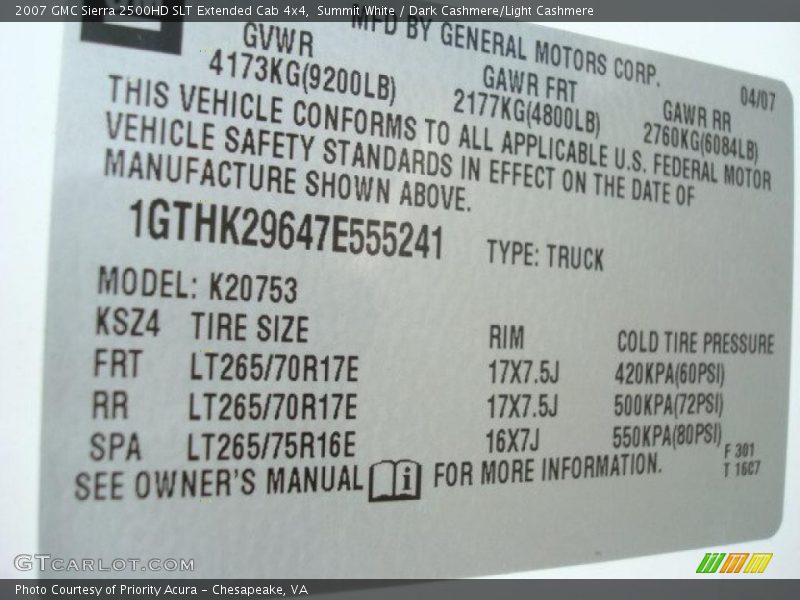 2007 GMC Sierra 2500HD SLT Extended Cab 4x4, Summit White / Dark Cashmere/Light Cashmere
MFD BY GENERAL MOTORS CORP.
04/07
GVWR GAWR FRT GAWR RR
4173KG(9200LB) 2177KG(4800LB) 2760KG(6084LB)
THIS VEHICLE CONFORMS TO ALL APPLICABLE U.S. FEDERAL MOTOR
VEHICLE SAFETY STANDARDS IN EFFECT ON THE DATE OF
MANUFACTURE SHOWN ABOVE.
1GTHK29647E555241 TYPE: TRUCK
MODEL: K20753
KSZ4 TIRE SIZE RIM COLD TIRE PRESSURE
FRT LT265/70R17E 17X7.5J 420KPA(60PSI)
RR LT265/70R17E 17X7.5J 500KPA(72PSI)
SPA LT265/75R16E 16X7J 550KPA(80PSI)
F 301
SEE OWNER'S MANUAL i FOR MORE INFORMATION.
T 16C7
GTCARLOT.COM
Photo Courtesy of Priority Acura – Chesapeake, VA